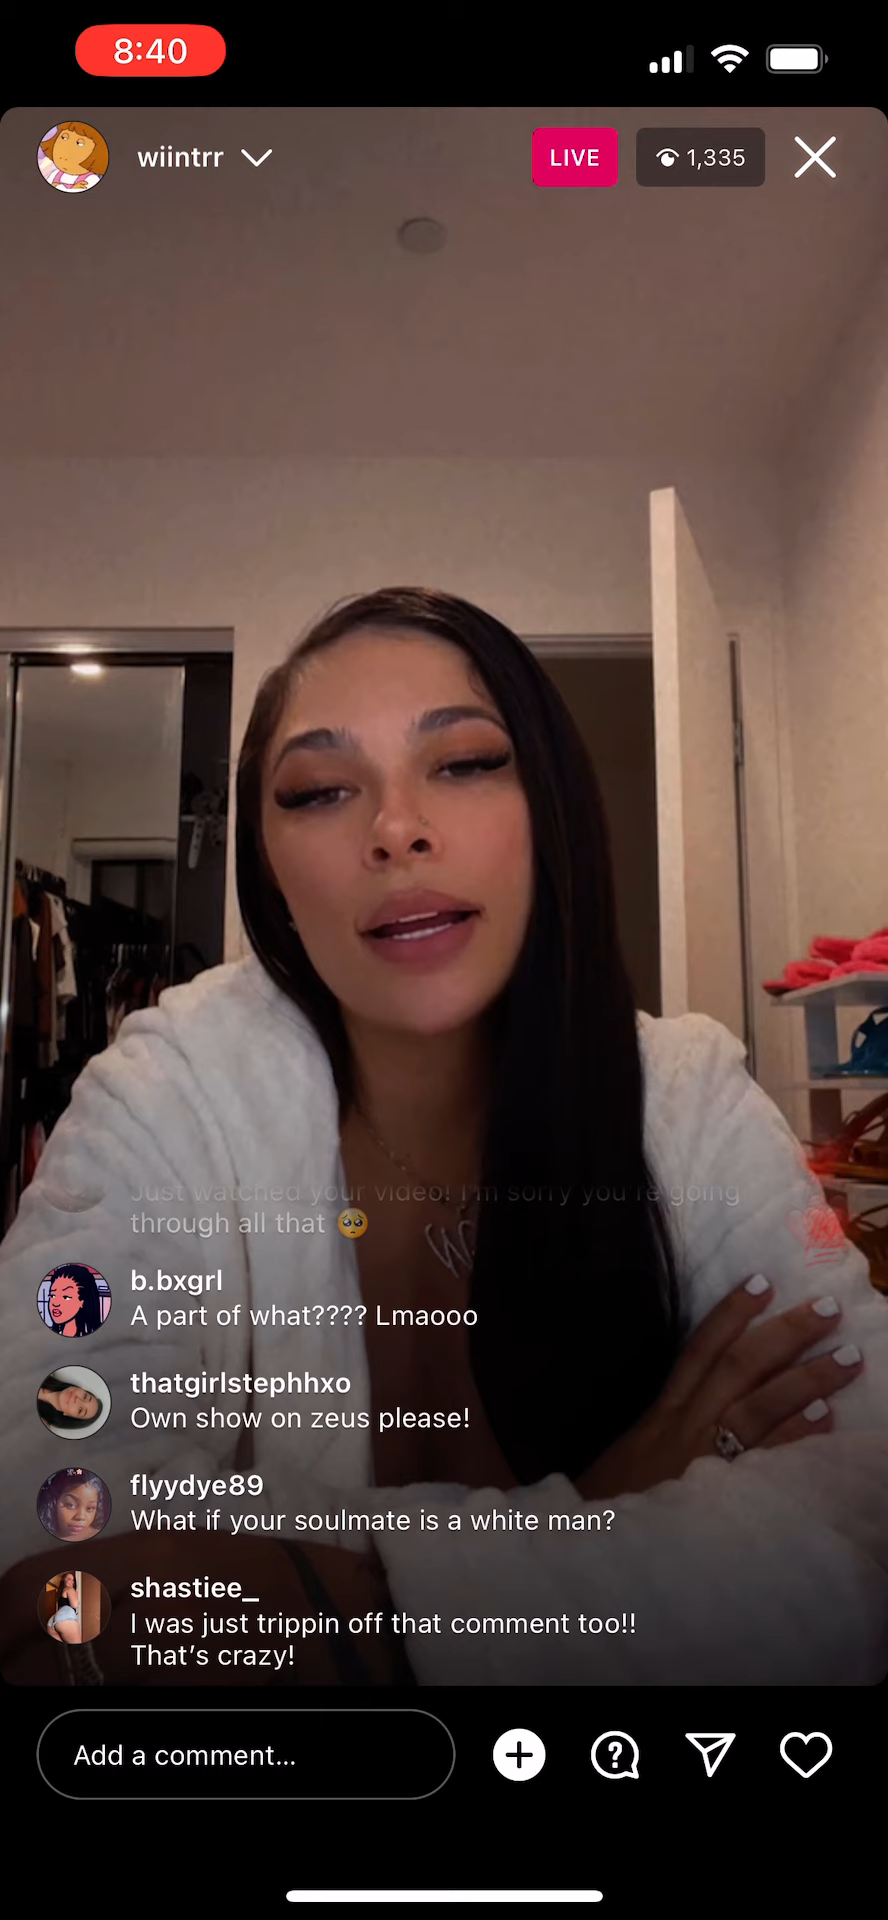 8:40
wiintrr
LIVE
1,335
Just watched your video! I'm sorry you're going
through all that 🥺
b.bxgrl
A part of what???? Lmaooo
thatgirlstephhxo
Own show on zeus please!
flyydye89
What if your soulmate is a white man?
shastiee_
I was just trippin off that comment too!!
That's crazy!
Add a comment...